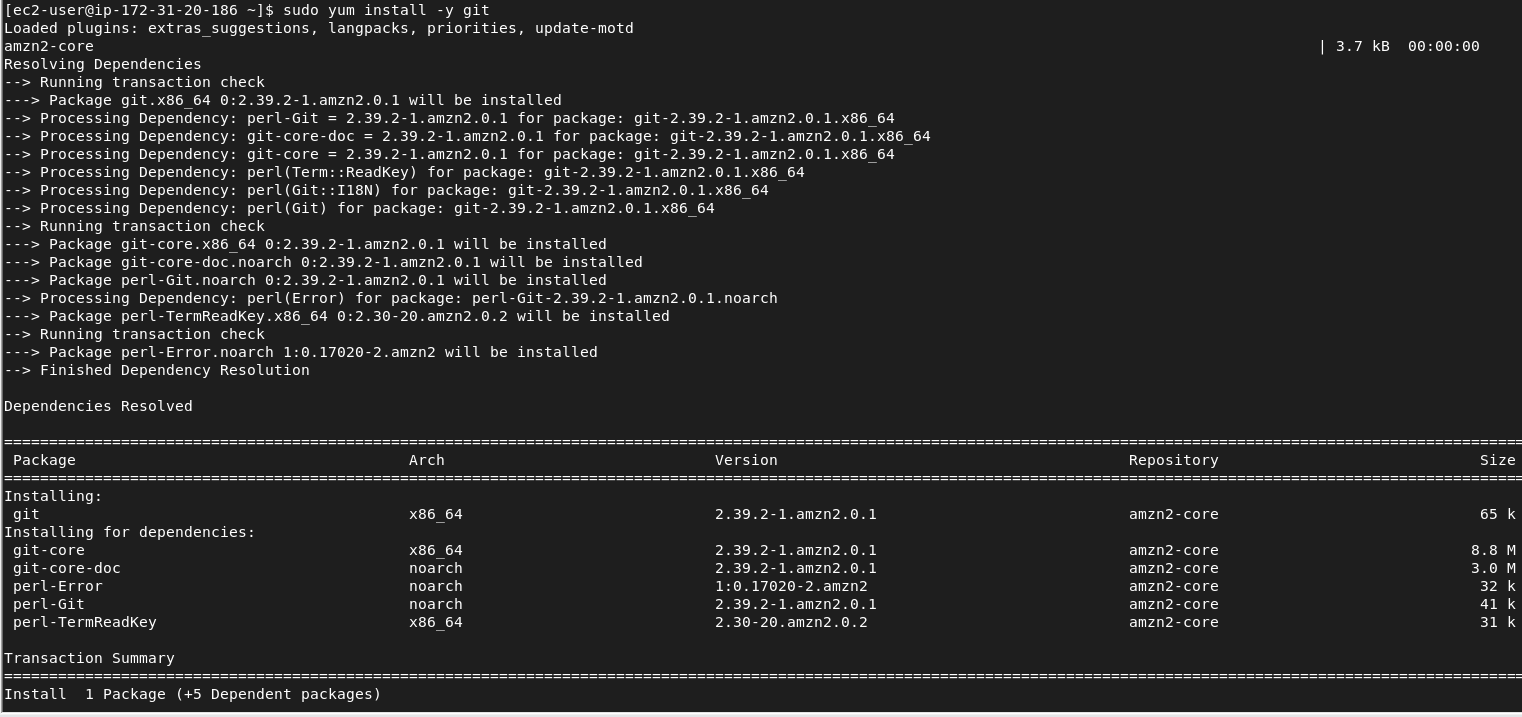 [ec2-user@ip-172-31-20-186 ~]$ sudo yum install -y git
Loaded plugins: extras_suggestions, langpacks, priorities, update-motd
amzn2-core | 3.7 kB 00:00:00
Resolving Dependencies
--> Running transaction check
---> Package git.x86_64 0:2.39.2-1.amzn2.0.1 will be installed
--> Processing Dependency: perl-Git = 2.39.2-1.amzn2.0.1 for package: git-2.39.2-1.amzn2.0.1.x86_64
--> Processing Dependency: git-core-doc = 2.39.2-1.amzn2.0.1 for package: git-2.39.2-1.amzn2.0.1.x86_64
--> Processing Dependency: git-core = 2.39.2-1.amzn2.0.1 for package: git-2.39.2-1.amzn2.0.1.x86_64
--> Processing Dependency: perl(Term::ReadKey) for package: git-2.39.2-1.amzn2.0.1.x86_64
--> Processing Dependency: perl(Git::I18N) for package: git-2.39.2-1.amzn2.0.1.x86_64
--> Processing Dependency: perl(Git) for package: git-2.39.2-1.amzn2.0.1.x86_64
--> Running transaction check
---> Package git-core.x86_64 0:2.39.2-1.amzn2.0.1 will be installed
---> Package git-core-doc.noarch 0:2.39.2-1.amzn2.0.1 will be installed
---> Package perl-Git.noarch 0:2.39.2-1.amzn2.0.1 will be installed
--> Processing Dependency: perl(Error) for package: perl-Git-2.39.2-1.amzn2.0.1.noarch
---> Package perl-TermReadKey.x86_64 0:2.30-20.amzn2.0.2 will be installed
--> Running transaction check
---> Package perl-Error.noarch 1:0.17020-2.amzn2 will be installed
--> Finished Dependency Resolution
Dependencies Resolved
Package Arch Version Repository Size
Installing:
git x86_64 2.39.2-1.amzn2.0.1 amzn2-core 65 k
Installing for dependencies:
git-core x86_64 2.39.2-1.amzn2.0.1 amzn2-core 8.8 M
git-core-doc noarch 2.39.2-1.amzn2.0.1 amzn2-core 3.0 M
perl-Error noarch 1:0.17020-2.amzn2 amzn2-core 32 k
perl-Git noarch 2.39.2-1.amzn2.0.1 amzn2-core 41 k
perl-TermReadKey x86_64 2.30-20.amzn2.0.2 amzn2-core 31 k
Transaction Summary
Install 1 Package (+5 Dependent packages)